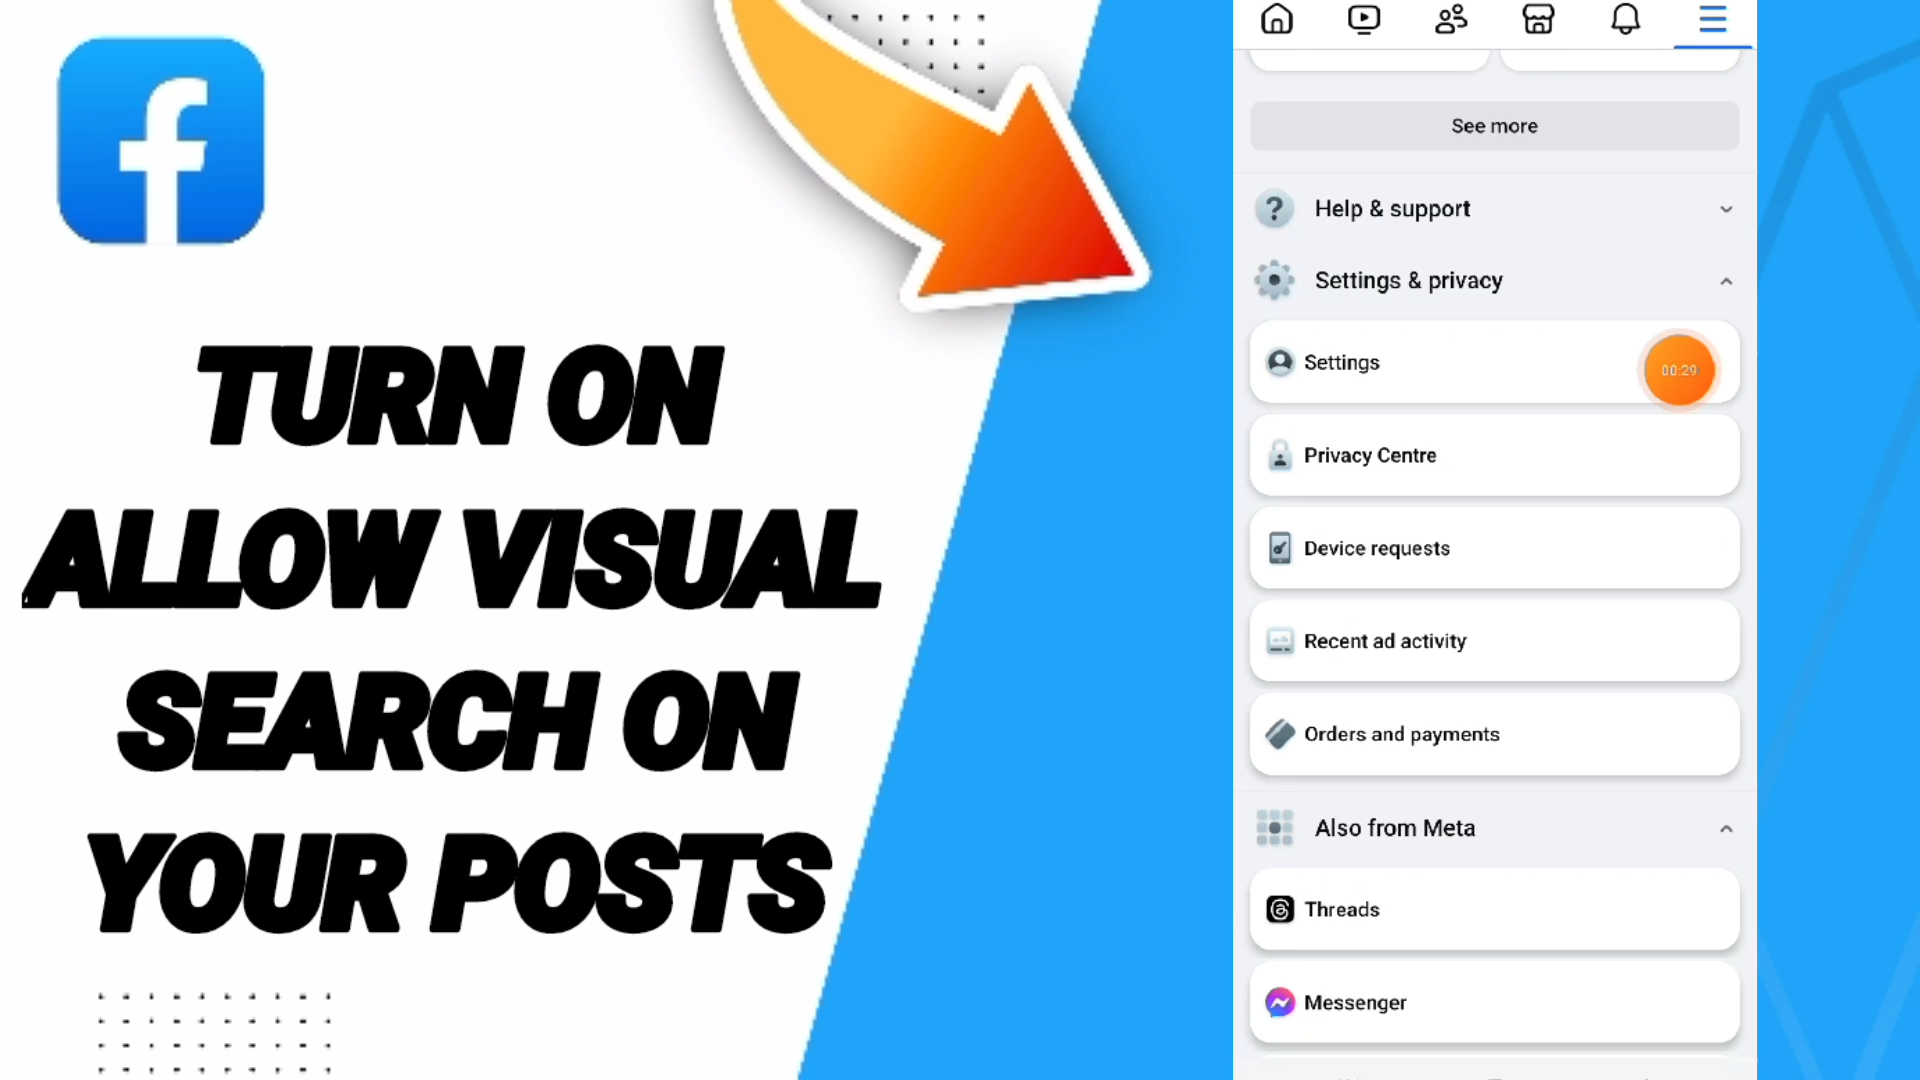 TURN ON
ALLOW VISUAL
SEARCH ON
YOUR POSTS
See more
Help & support
Settings & privacy
Settings
00:29
Privacy Centre
Device requests
Recent ad activity
Orders and payments
Also from Meta
Threads
Messenger